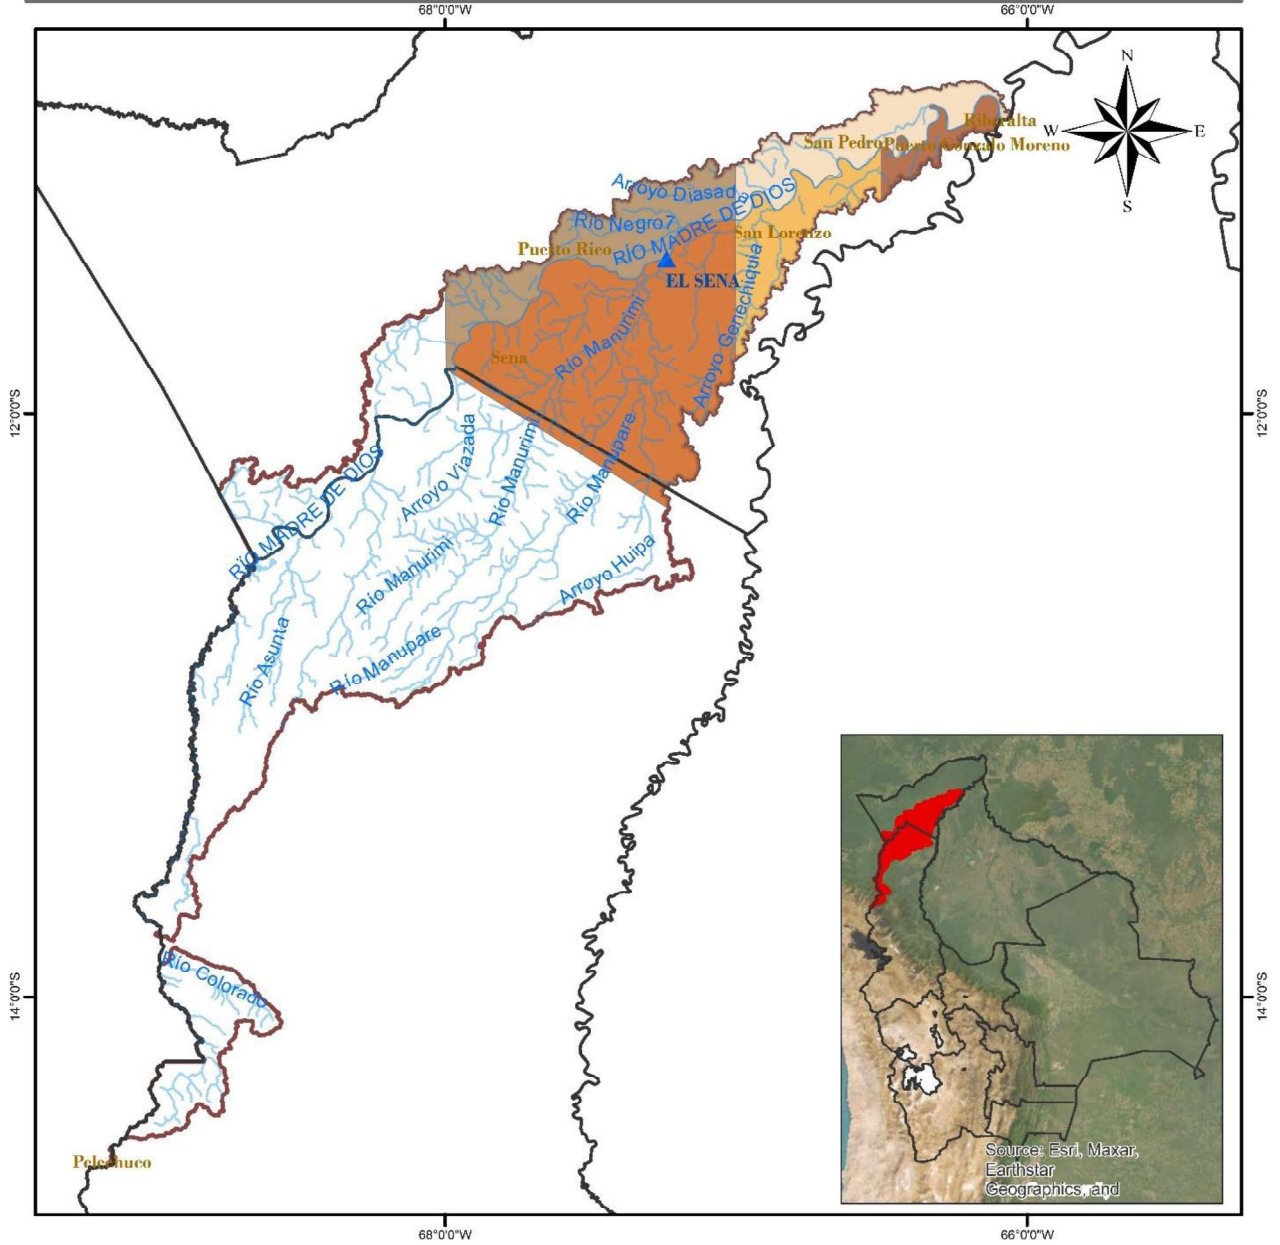 68°0'0"W
66°0'0"W
N
W
E
S
Riberalta
San Pedro
Puerto Gonzalo Moreno
Arroyo Djasad
RÍO MADRE DE DIOS
Río Negro7
San Lorenzo
Puerto Rico
EL SENA
Arroyo Genechiquia
Río Manurimi
Sena
12°0'0"S
12°0'0"S
Arroyo Viazada
Río Manurimi
Río Manupare
RÍO MADRE DE DIOS
Río Manurimi
Arroyo Huipa
Río Asunta
Río Manupare
Río Colorado
14°0'0"S
14°0'0"S
Pelechuco
Source: Esri, Maxar,
Earthstar
Geographics, and
68°0'0"W
66°0'0"W